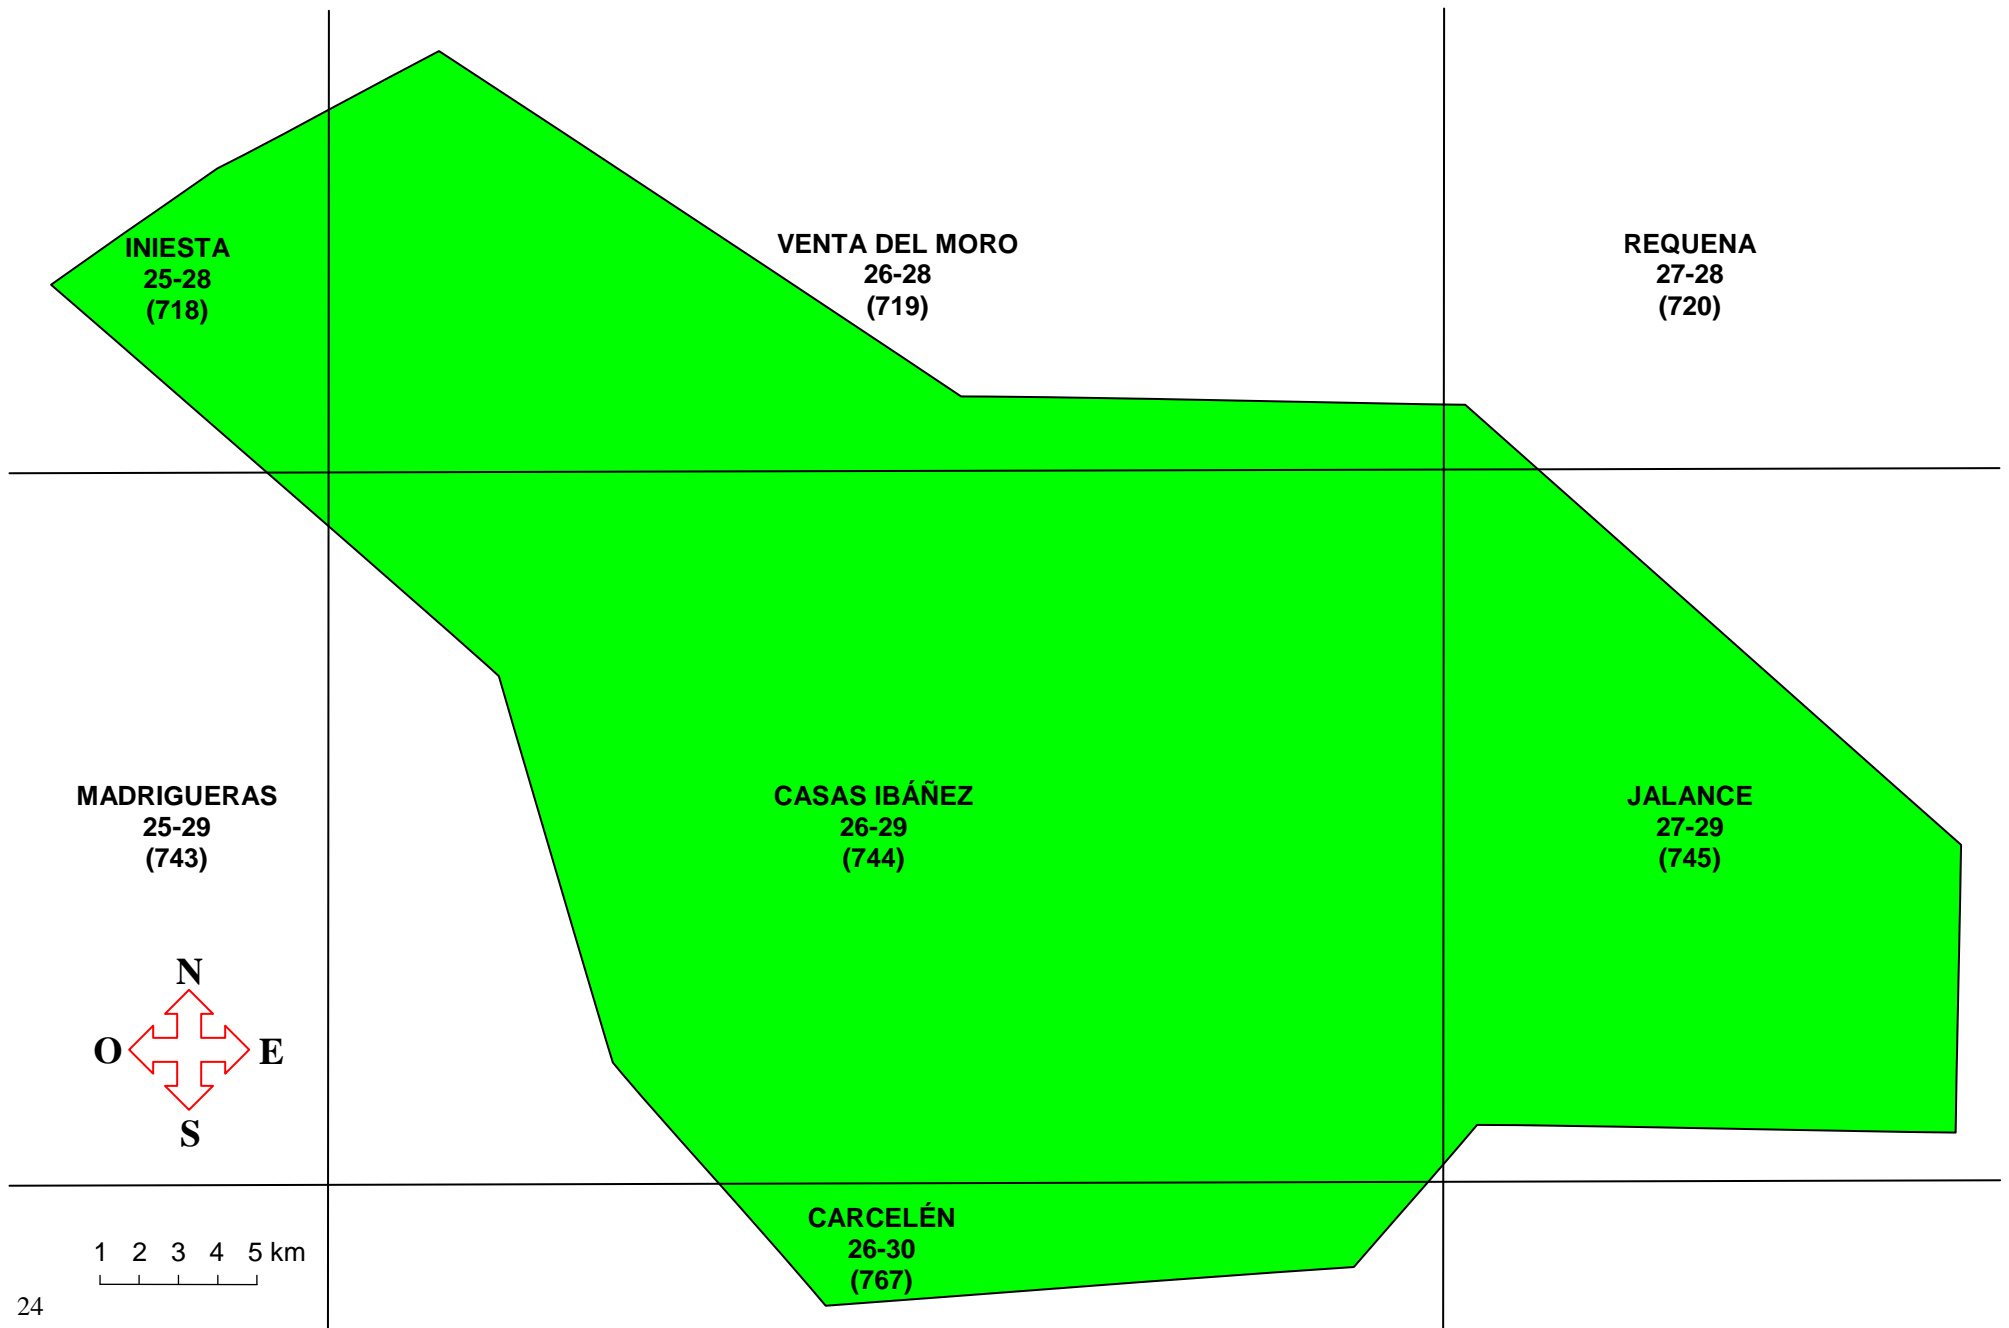 INIESTA
25-28
(718)
VENTA DEL MORO
26-28
(719)
REQUENA
27-28
(720)
MADRIGUERAS
25-29
(743)
CASAS IBÁÑEZ
26-29
(744)
JALANCE
27-29
(745)
N
O E
S
CARCELÉN
26-30
(767)
1 2 3 4 5 km
24